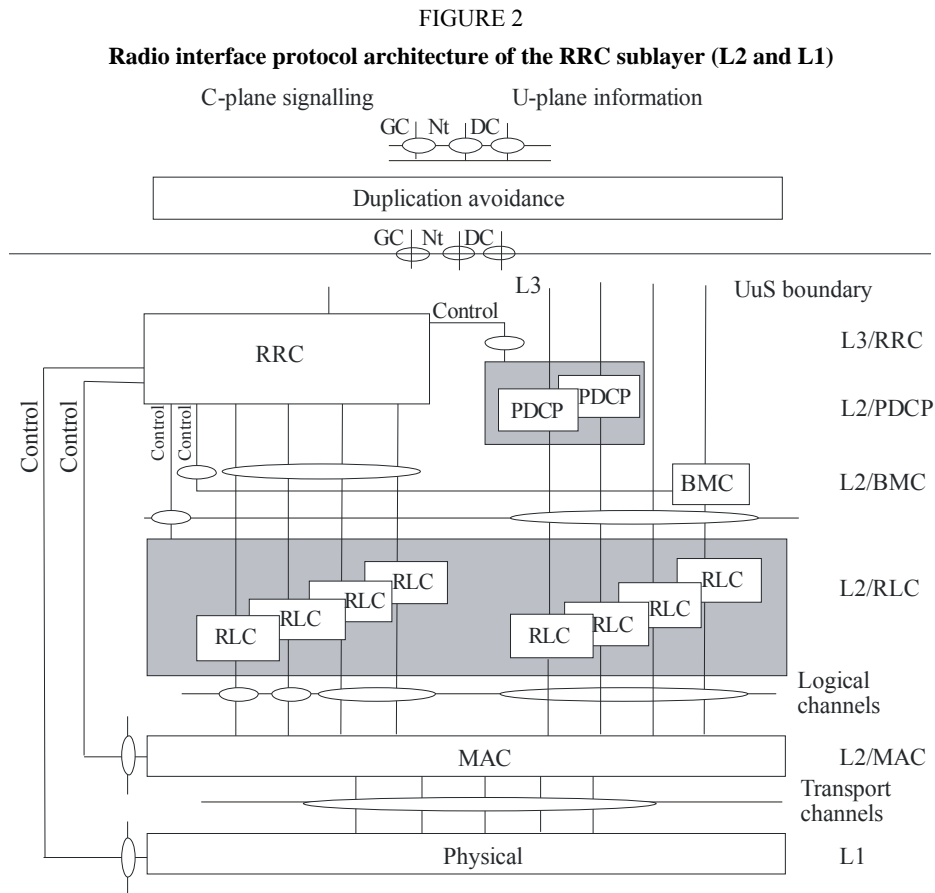 FIGURE 2
Radio interface protocol architecture of the RRC sublayer (L2 and L1)
C-plane signalling
U-plane information
GC Nt DC
Duplication avoidance
GC Nt DC
L3
UuS boundary
Control
RRC
L3/RRC
PDCP
PDCP
L2/PDCP
Control
Control
Control
Control
BMC
L2/BMC
RLC
RLC
RLC
RLC
RLC
RLC
RLC
RLC
L2/RLC
Logical
channels
MAC
L2/MAC
Transport
channels
Physical
L1